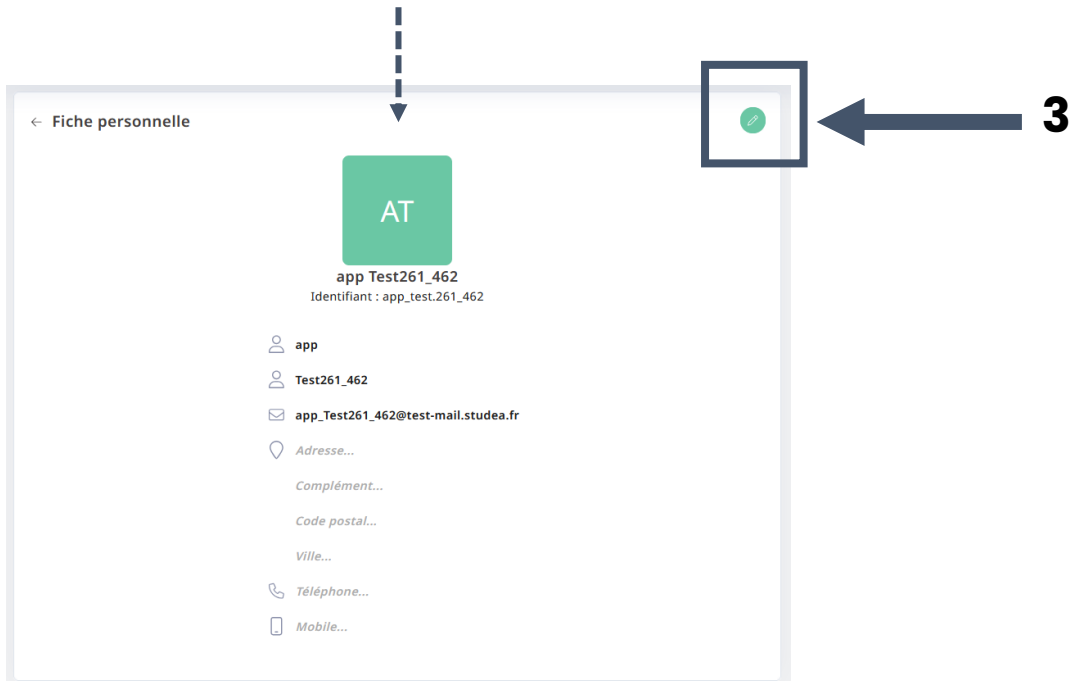 Fiche personnelle
3
AT
app Test261_462
Identifiant : app_test.261_462
app
Test261_462
app_Test261_462@test-mail.studea.fr
Adresse...
Complément...
Code postal...
Ville...
Téléphone...
Mobile...